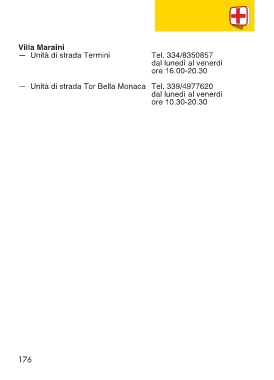 Villa Maraini
— Unità di strada Termini Tel. 334/8350857
dal lunedì al venerdì
ore 16.00-20.30
— Unità di strada Tor Bella Monaca Tel. 339/4977620
dal lunedì al venerdì
ore 10.30-20.30
176